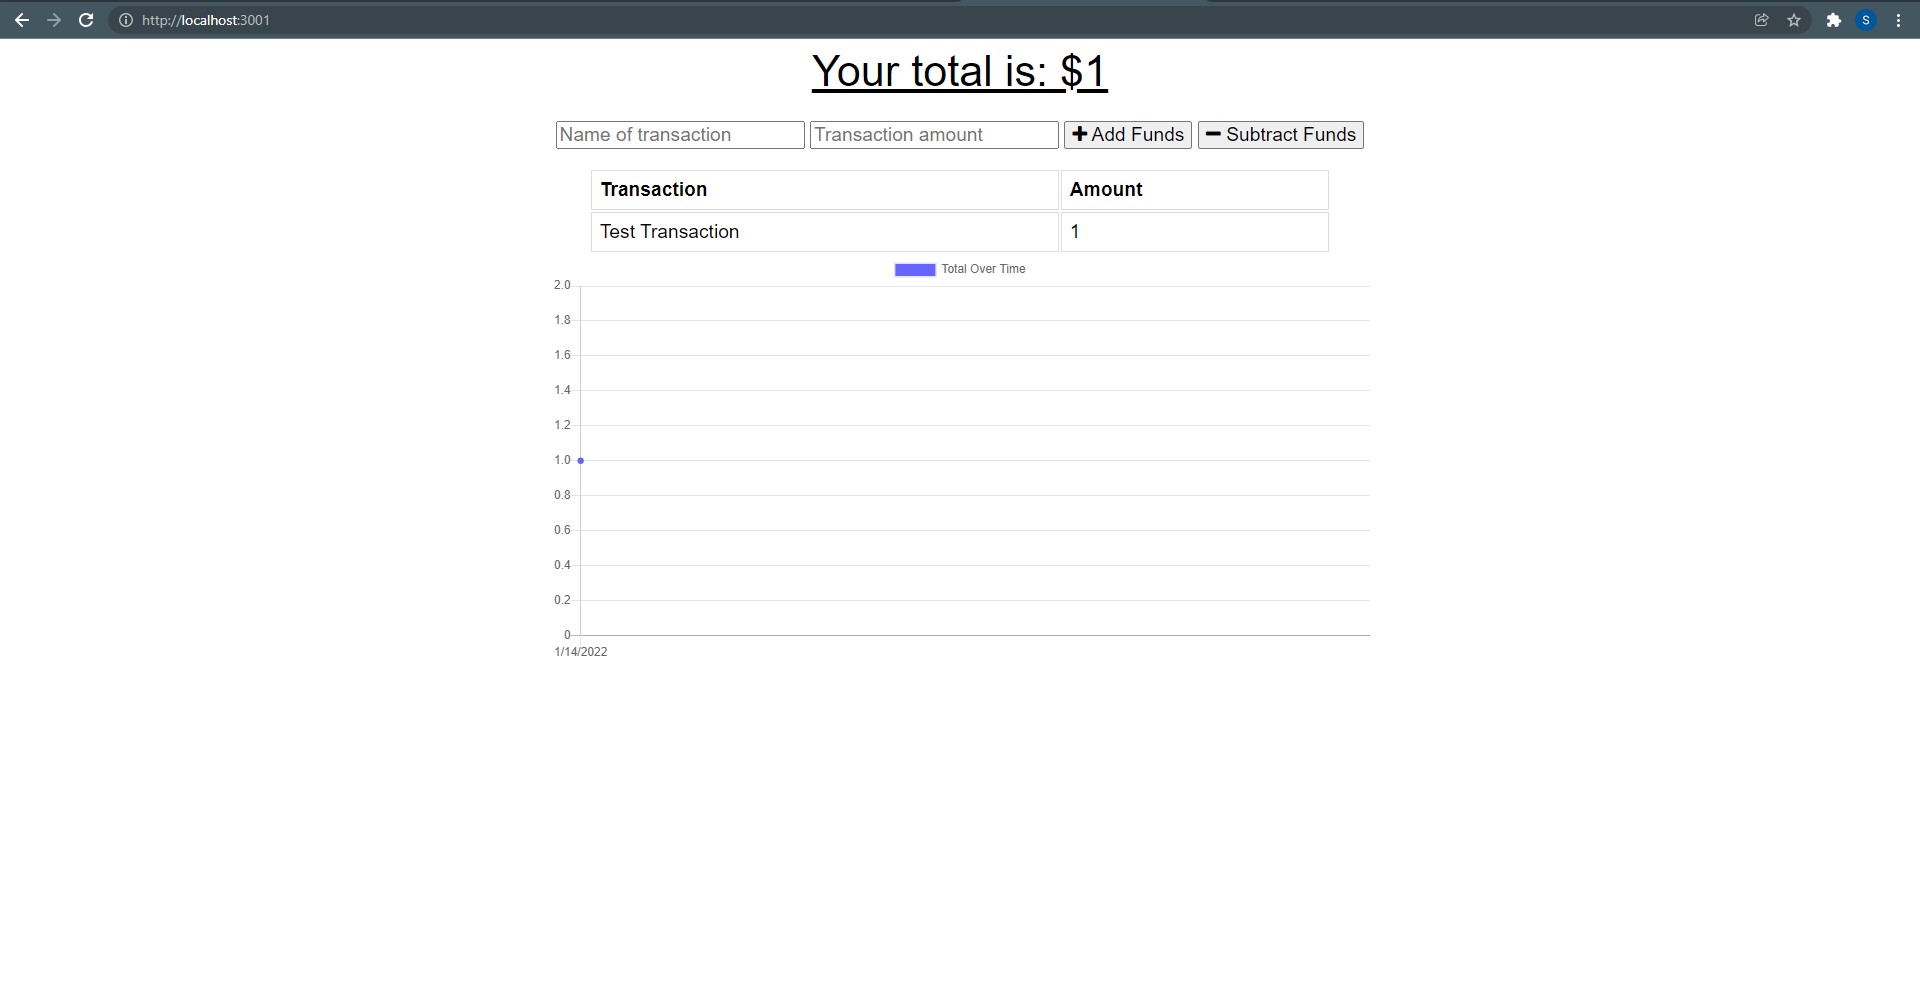 http://localhost:3001
S
Your total is: $1
Name of transaction Transaction amount Add Funds Subtract Funds
Transaction Amount
Test Transaction 1
Total Over Time
2.0
1.8
1.6
1.4
1.2
1.0
0.8
0.6
0.4
0.2
0
1/14/2022